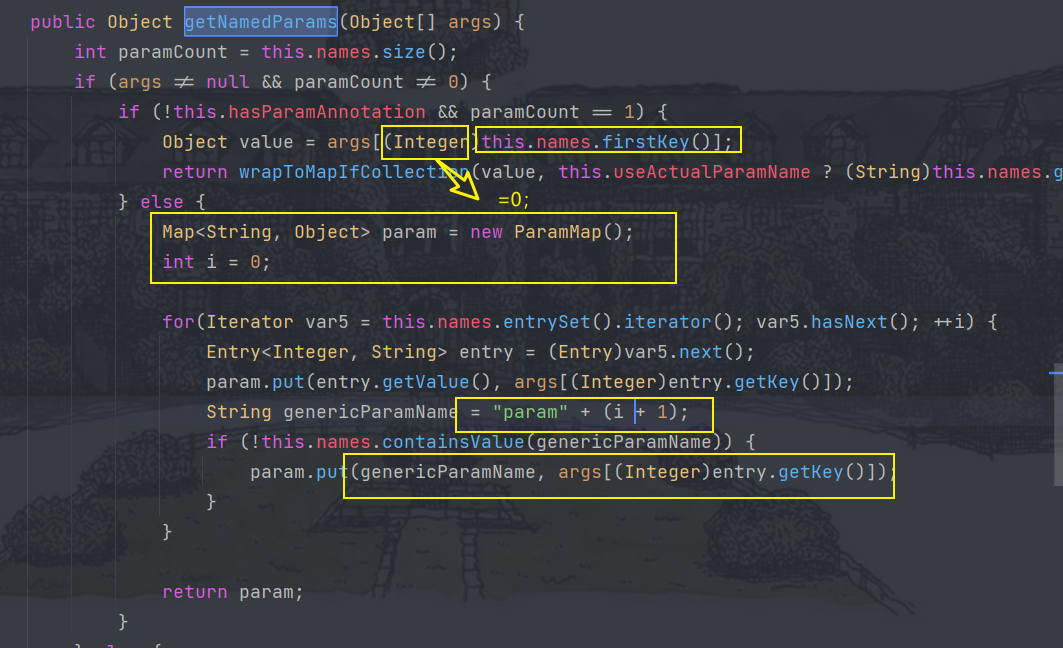 public Object getNamedParams(Object[] args) {
int paramCount = this.names.size();
if (args ≠ null && paramCount ≠ 0) {
if (!this.hasParamAnnotation && paramCount == 1) {
Object value = args[(Integer)this.names.firstKey()];
return wrapToMapIfCollection(value, this.useActualParamName ? (String)this.names.g
=0;
} else {
Map<String, Object> param = new ParamMap();
int i = 0;
for(Iterator var5 = this.names.entrySet().iterator(); var5.hasNext(); ++i) {
Entry<Integer, String> entry = (Entry)var5.next();
param.put(entry.getValue(), args[(Integer)entry.getKey()]);
String genericParamName = "param" + (i + 1);
if (!this.names.containsValue(genericParamName)) {
param.put(genericParamName, args[(Integer)entry.getKey()]);
}
}
return param;
}